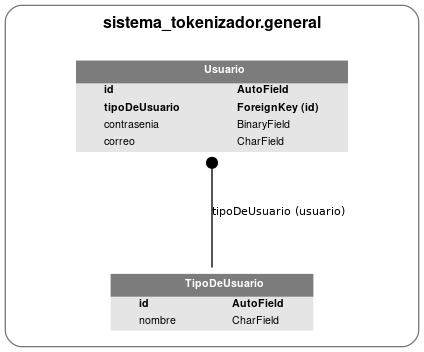 sistema_tokenizador.general
Usuario
id AutoField
tipoDeUsuario ForeignKey (id)
contrasenia BinaryField
correo CharField
tipoDeUsuario (usuario)
TipoDeUsuario
id AutoField
nombre CharField